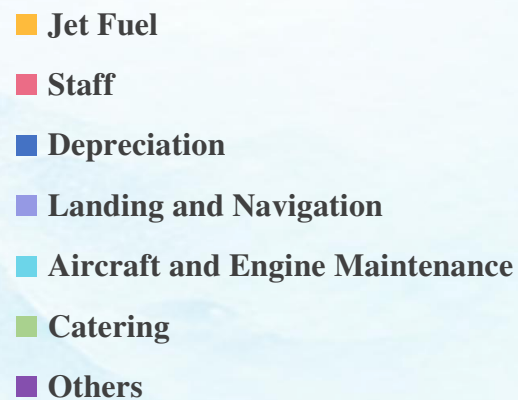 Jet Fuel
Staff
Depreciation
Landing and Navigation
Aircraft and Engine Maintenance
Catering
Others